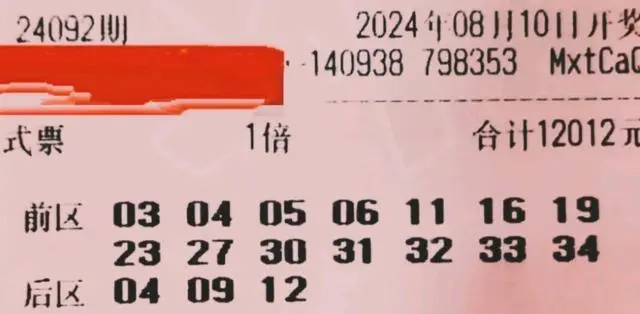 24092期 2024年08月10日开奖
140938 798353 MxtCaQ
式票 1倍 合计12012元
前区 03 04 05 06 11 16 19
23 27 30 31 32 33 34
后区 04 09 12